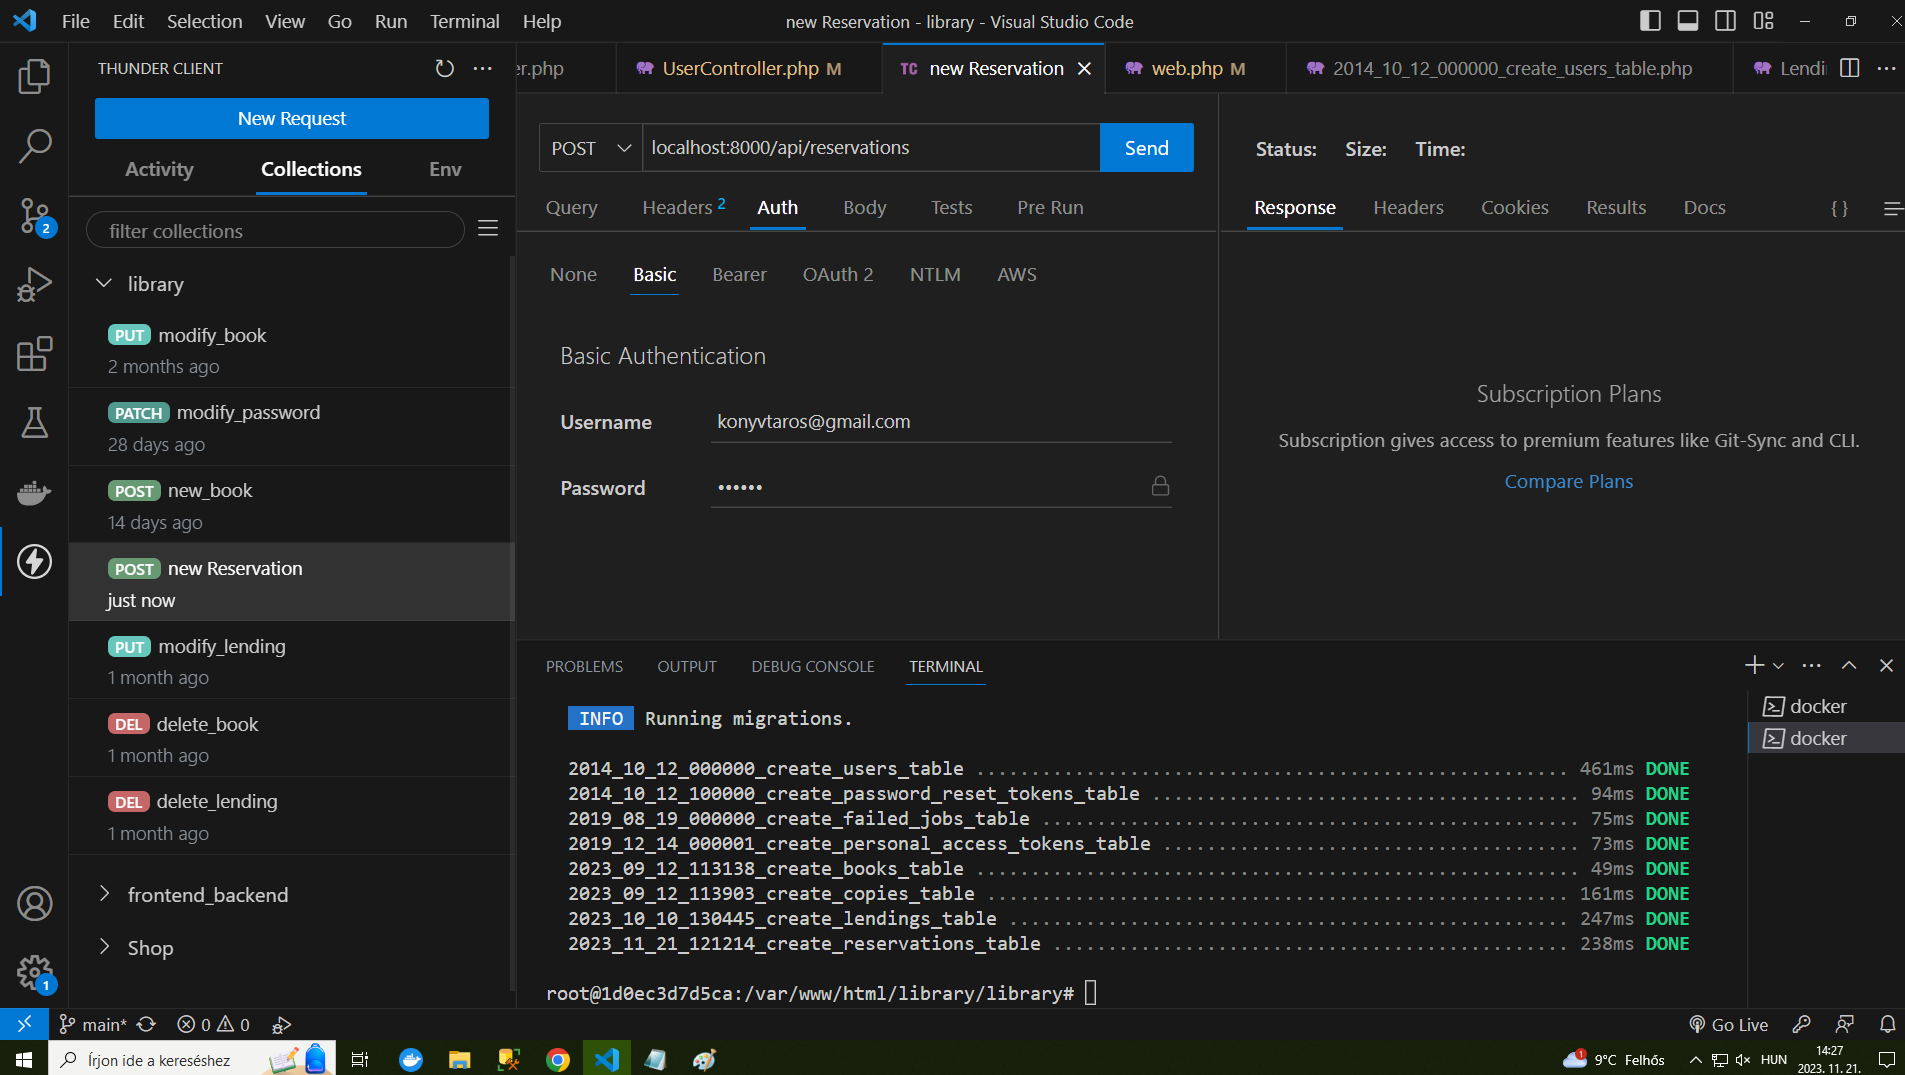 File Edit Selection View Go Run Terminal Help
new Reservation - library - Visual Studio Code
THUNDER CLIENT
New Request
Activity Collections Env
filter collections
library
PUT modify_book
2 months ago
PATCH modify_password
28 days ago
POST new_book
14 days ago
POST new Reservation
just now
PUT modify_lending
1 month ago
DEL delete_book
1 month ago
DEL delete_lending
1 month ago
frontend_backend
Shop
2
1
er.php UserController.php M TC new Reservation web.php M 2014_10_12_000000_create_users_table.php Lendi
POST localhost:8000/api/reservations Send
Query Headers 2 Auth Body Tests Pre Run
None Basic Bearer OAuth 2 NTLM AWS
Basic Authentication
Username konyvtaros@gmail.com
Password ••••••
Status: Size: Time:
Response Headers Cookies Results Docs { }
Subscription Plans
Subscription gives access to premium features like Git-Sync and CLI.
Compare Plans
PROBLEMS OUTPUT DEBUG CONSOLE TERMINAL
INFO Running migrations.
2014_10_12_000000_create_users_table ...................................................... 461ms DONE
2014_10_12_100000_create_password_reset_tokens_table ....................................... 94ms DONE
2019_08_19_000000_create_failed_jobs_table ................................................. 75ms DONE
2019_12_14_000001_create_personal_access_tokens_table ...................................... 73ms DONE
2023_09_12_113138_create_books_table ....................................................... 49ms DONE
2023_09_12_113903_create_copies_table ..................................................... 161ms DONE
2023_10_10_130445_create_lendings_table ................................................... 247ms DONE
2023_11_21_121214_create_reservations_table ............................................... 238ms DONE
root@1d0ec3d7d5ca:/var/www/html/library/library#
docker
docker
main* 0 0 Go Live
Írjon ide a kereséshez
1 9°C Felhős HUN 14:27
2023. 11. 21.